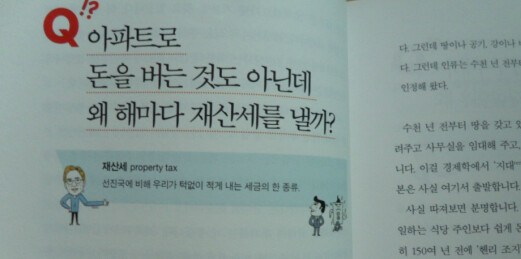 Q!?
아파트로
돈을 버는 것도 아닌데
왜 해마다 재산세를 낼까?
재산세 property tax
선진국에 비해 우리가 턱없이 적게 내는 세금의 한 종류.
다. 그런데 땅이나 공기, 강이나
다. 그런데 인류는 수천 년 전부터
인정해 왔다.
수천 년 전부터 땅을 갖고
려주고 사무실을 임대해 주고,
니다. 이걸 경제학에서 '지대
본은 사실 여기서 출발합니다.
사실 따져보면 분명합니다.
일하는 식당 주인보다 쉽게
히 150여 년 전에 '헨리 조지